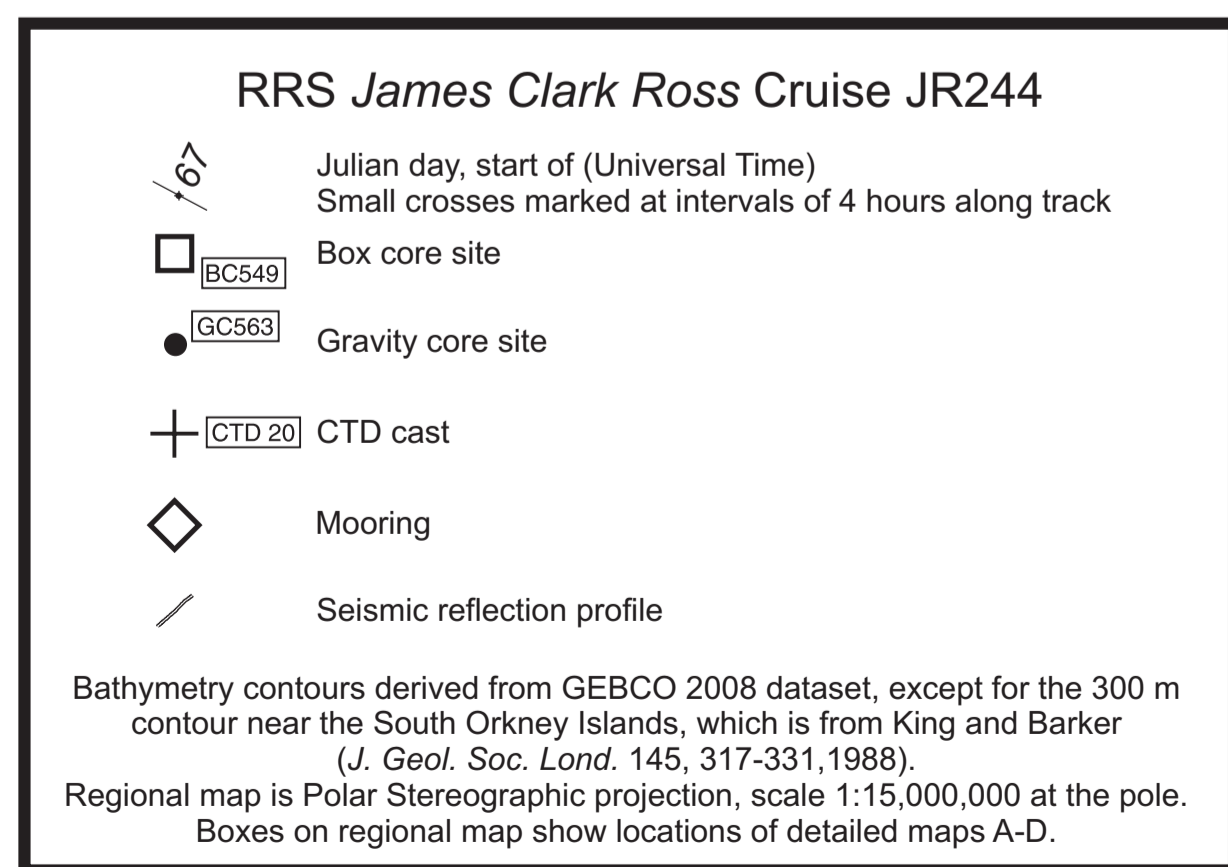 RRS James Clark Ross Cruise JR244
67
Julian day, start of (Universal Time)
Small crosses marked at intervals of 4 hours along track
BC549
Box core site
GC563
Gravity core site
CTD 20
CTD cast
Mooring
Seismic reflection profile
Bathymetry contours derived from GEBCO 2008 dataset, except for the 300 m
contour near the South Orkney Islands, which is from King and Barker
(J. Geol. Soc. Lond. 145, 317-331,1988).
Regional map is Polar Stereographic projection, scale 1:15,000,000 at the pole.
Boxes on regional map show locations of detailed maps A-D.